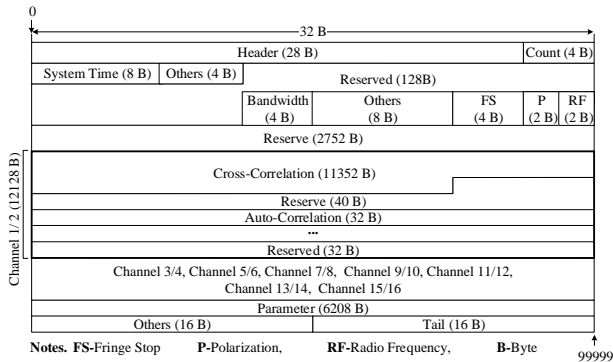 0
32 B
Header (28 B) Count (4 B)
System Time (8 B) Others (4 B) Reserved (128B)
Bandwidth (4 B) Others (8 B) FS (4 B) P (2 B) RF (2 B)
Reserve (2752 B)
Channel 1/ 2 (12128 B)
Cross-Correlation (11352 B)
Reserve (40 B)
Auto-Correlation (32 B)
...
Reserved (32 B)
Channel 3/4, Channel 5/6, Channel 7/8, Channel 9/10, Channel 11/12,
Channel 13/14, Channel 15/16
Parameter (6208 B)
Others (16 B) Tail (16 B)
Notes. FS-Fringe Stop P-Polarization, RF-Radio Frequency, B-Byte
99999